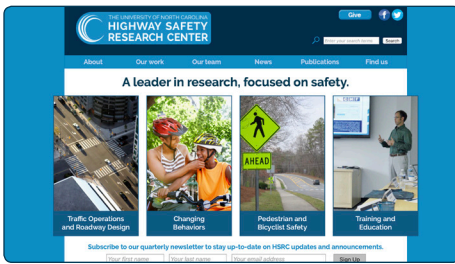 THE UNIVERSITY OF NORTH CAROLINA
HIGHWAY SAFETY
RESEARCH CENTER
Give
Enter your search here
Search
About
Our work
Our team
News
Publications
Find us
A leader in research, focused on safety.
AHEAD
Traffic Operations
and Roadway Design
Changing
Behaviors
Pedestrian and
Bicyclist Safety
Training and
Education
Subscribe to our quarterly newsletter to stay up-to-date on HSRC updates and announcements.
Your first name
Your last name
Your email address
Sign Up